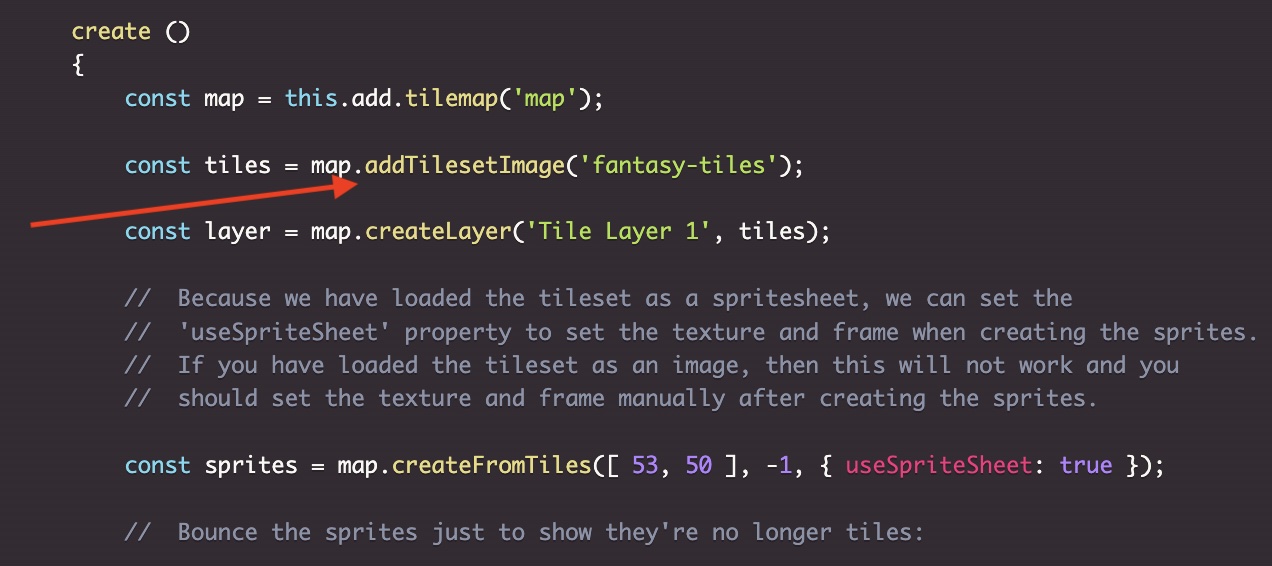 create ()
{
const map = this.add.tilemap('map');
const tiles = map.addTilesetImage('fantasy-tiles');
const layer = map.createLayer('Tile Layer 1', tiles);
//  Because we have loaded the tileset as a spritesheet, we can set the
//  'useSpriteSheet' property to set the texture and frame when creating the sprites.
//  If you have loaded the tileset as an image, then this will not work and you
//  should set the texture and frame manually after creating the sprites.
const sprites = map.createFromTiles([ 53, 50 ], -1, { useSpriteSheet: true });
//  Bounce the sprites just to show they're no longer tiles: